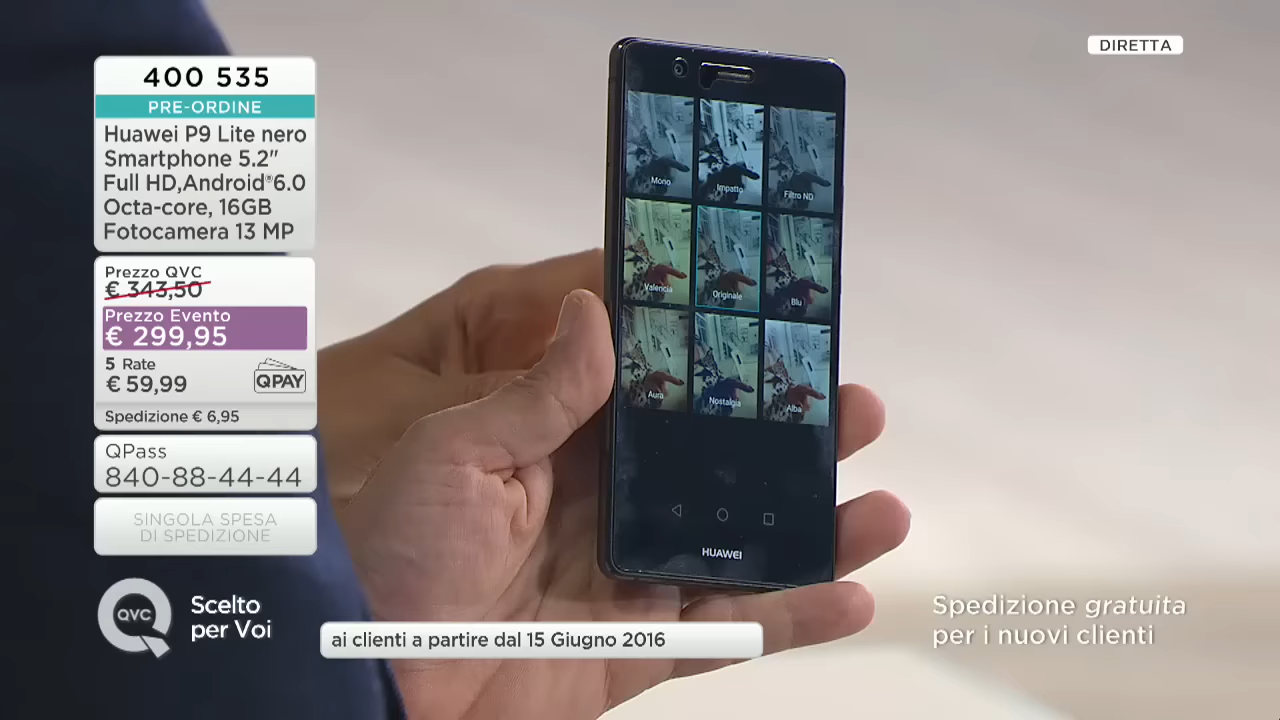 400 535
PRE-ORDINE
Huawei P9 Lite nero
Smartphone 5.2"
Full HD,Android®6.0
Octa-core, 16GB
Fotocamera 13 MP
Prezzo QVC
€ 343,50
Prezzo Evento
€ 299,95
5 Rate
€ 59,99
QPAY
Spedizione € 6,95
QPass
840-88-44-44
SINGOLA SPESA
DI SPEDIZIONE
QVC
Scelto
per Voi
ai clienti a partire dal 15 Giugno 2016
DIRETTA
Mono Impatto Filtro ND
Valencia Originale Blu
Aura Nostalgia Alba
HUAWEI
Spedizione gratuita
per i nuovi clienti